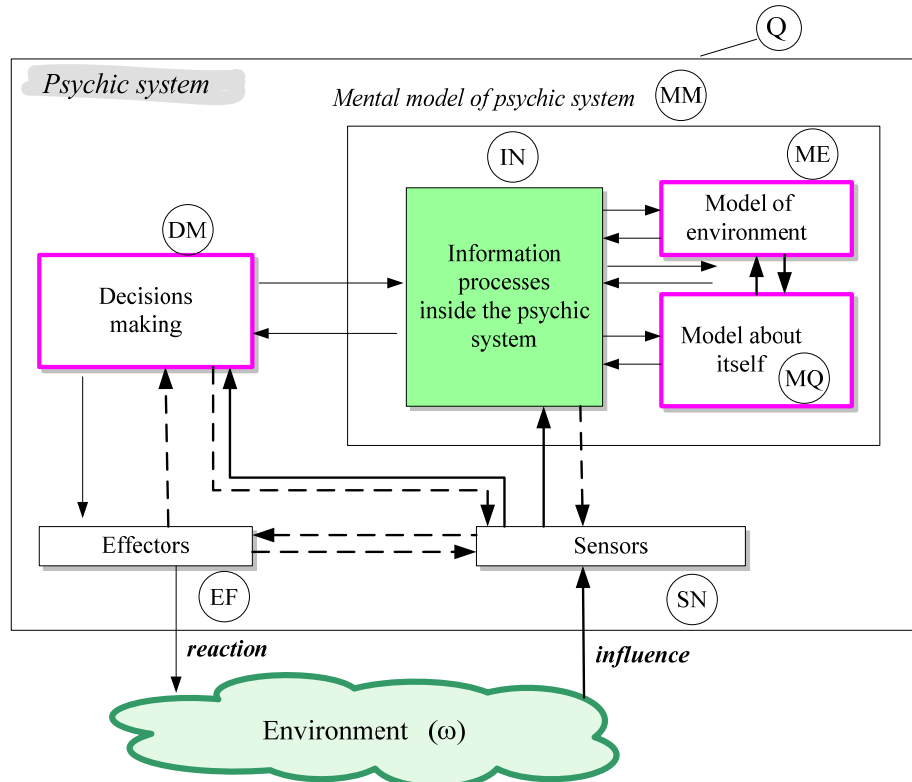 Q
Psychic system
Mental model of psychic system
MM
IN
ME
Model of
environment
DM
Information
processes
inside the psychic
system
Decisions
making
Model about
itself
MQ
Effectors
Sensors
EF
SN
reaction
influence
Environment (ω)